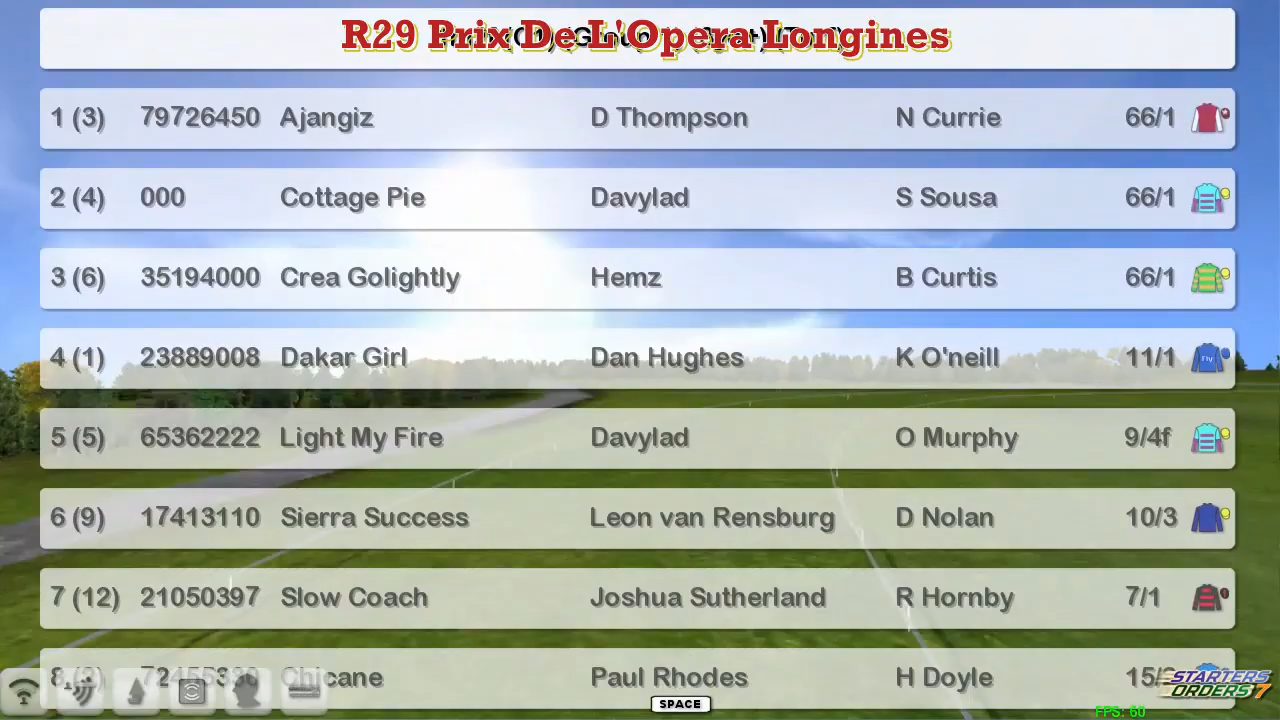 R29 Prix De L'Opera Longines
1 (3) 79726450 Ajangiz D Thompson N Currie 66/1
2 (4) 000 Cottage Pie Davylad S Sousa 66/1
3 (6) 35194000 Crea Golightly Hemz B Curtis 66/1
4 (1) 23889008 Dakar Girl Dan Hughes K O'neill 11/1
Fly
5 (5) 65362222 Light My Fire Davylad O Murphy 9/4f
6 (9) 17413110 Sierra Success Leon van Rensburg D Nolan 10/3
7 (12) 21050397 Slow Coach Joshua Sutherland R Hornby 7/1
Chicane Paul Rhodes H Doyle
SPACE
STARTERS
ORDERS 7
FPS: 60